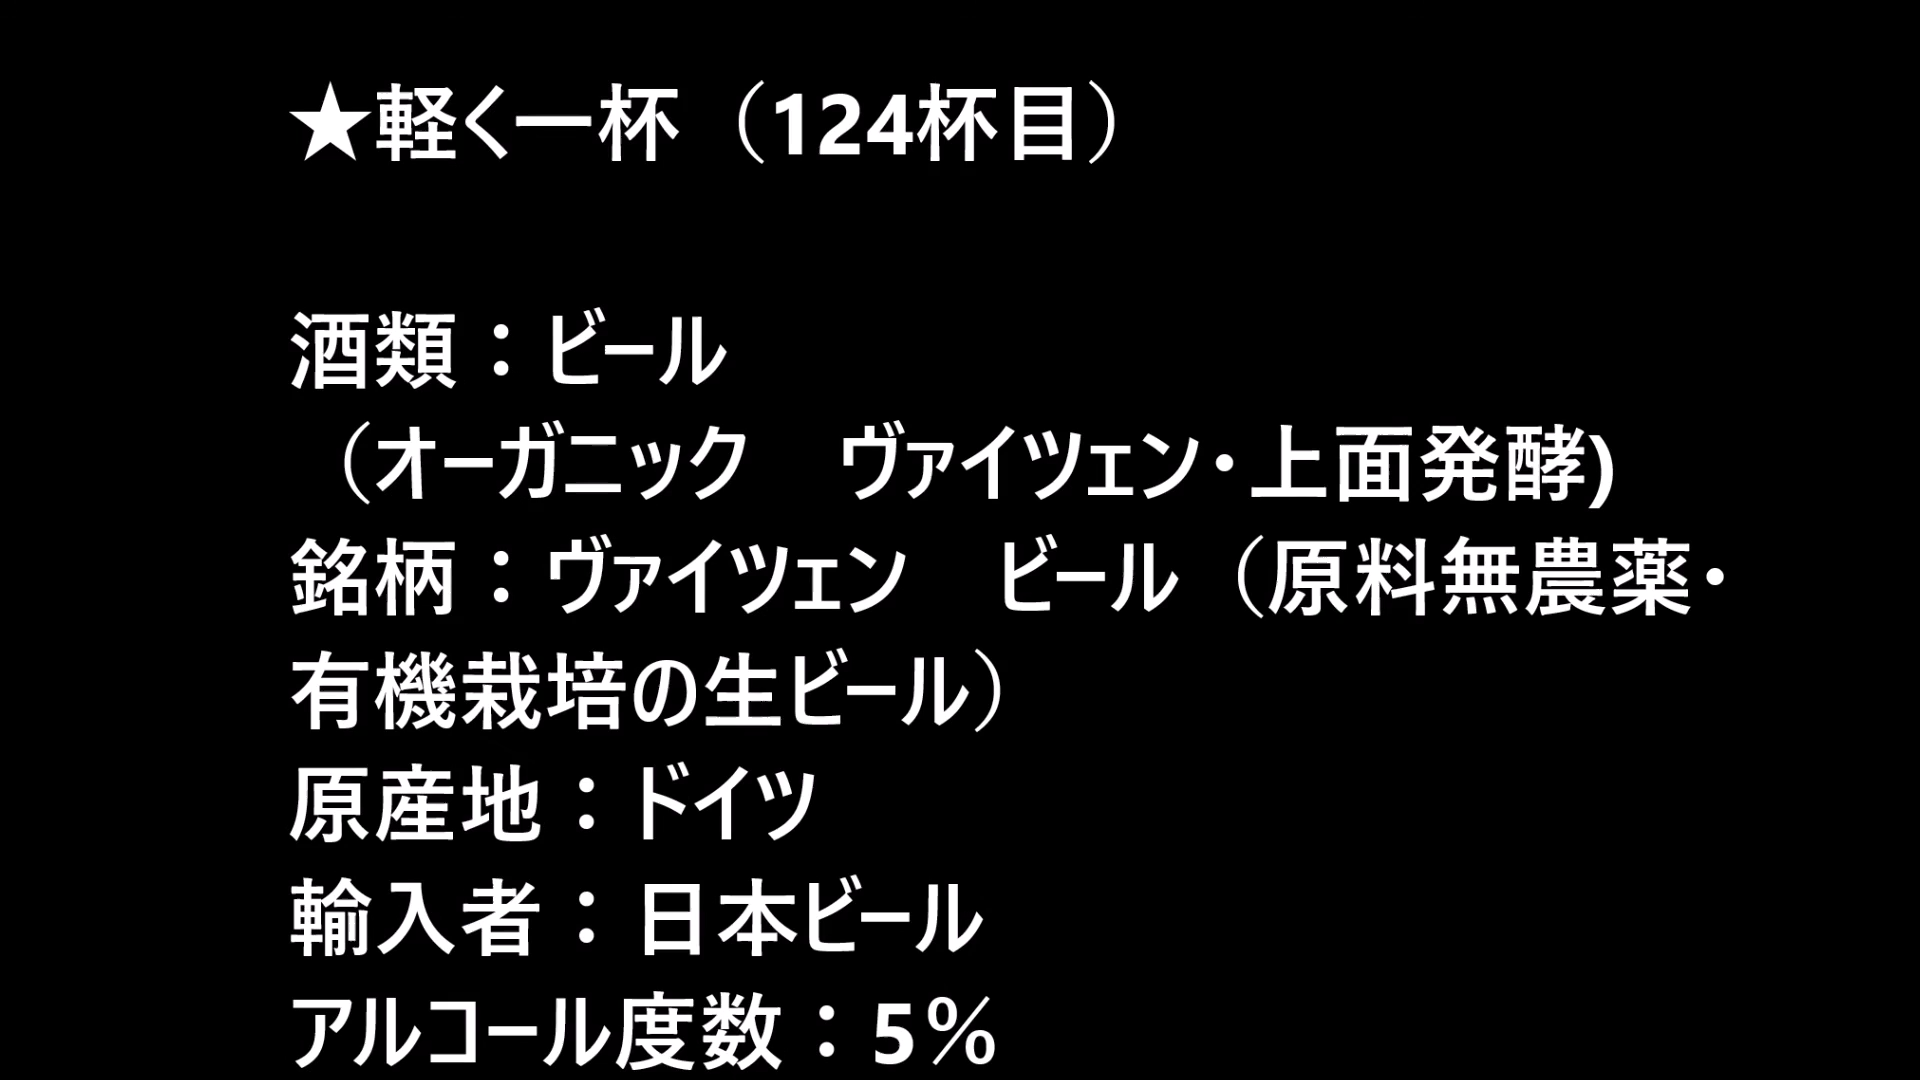 ★軽く一杯（124杯目）
酒類：ビール
（オーガニック　ヴァイツェン・上面発酵)
銘柄：ヴァイツェン　ビール（原料無農薬・
有機栽培の生ビール）
原産地：ドイツ
輸入者：日本ビール
アルコール度数：5％